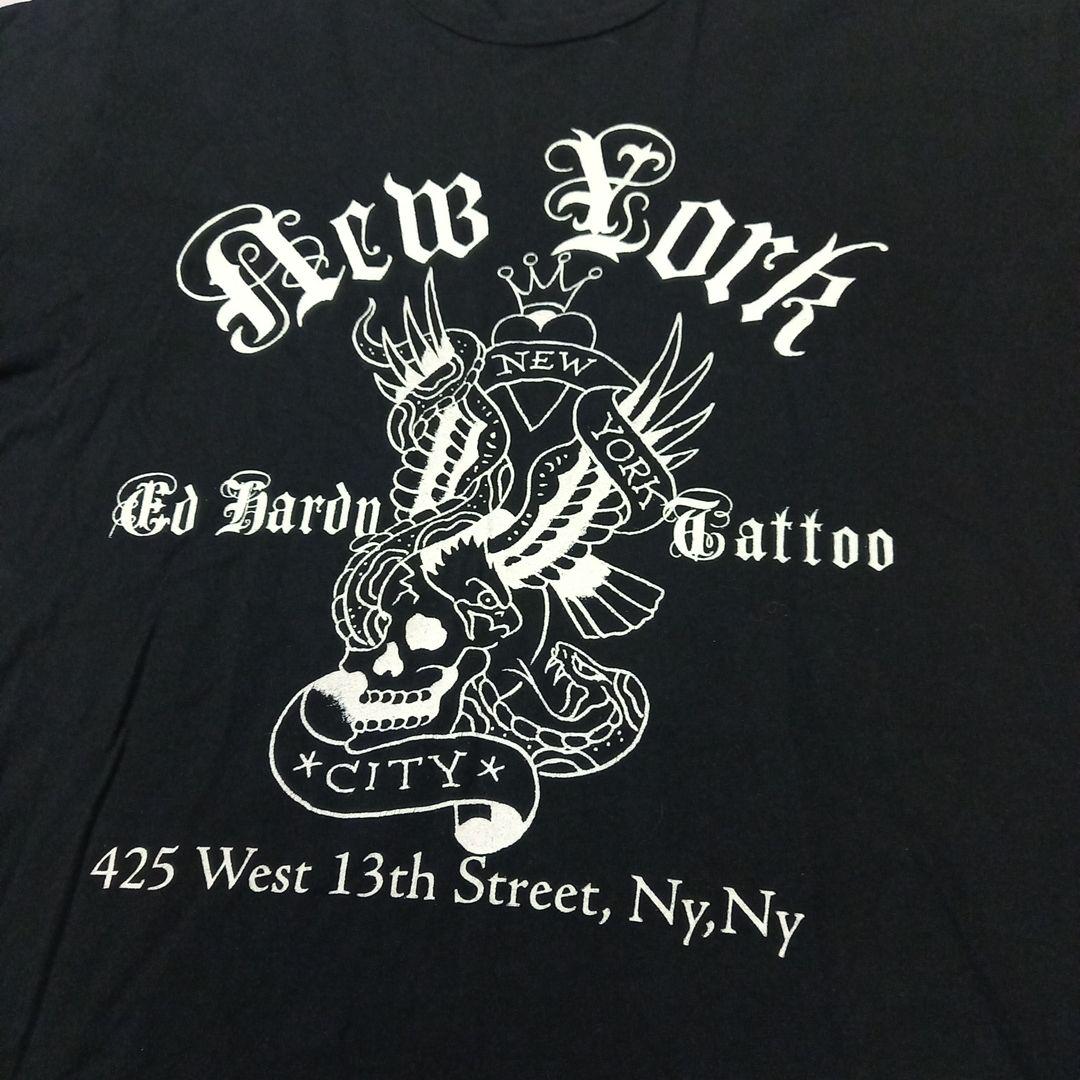 New York
NEW
YORK
Ed Hardy Tattoo
*CITY*
425 West 13th Street, Ny,Ny